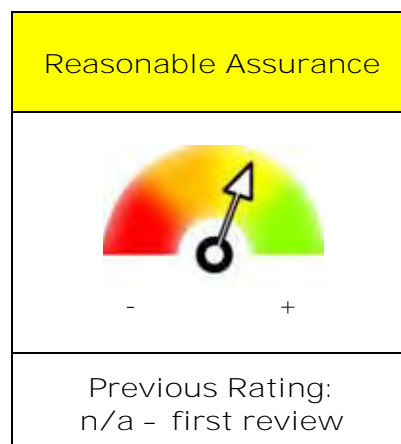 Reasonable Assurance
- +
Previous Rating:
n/a – first review